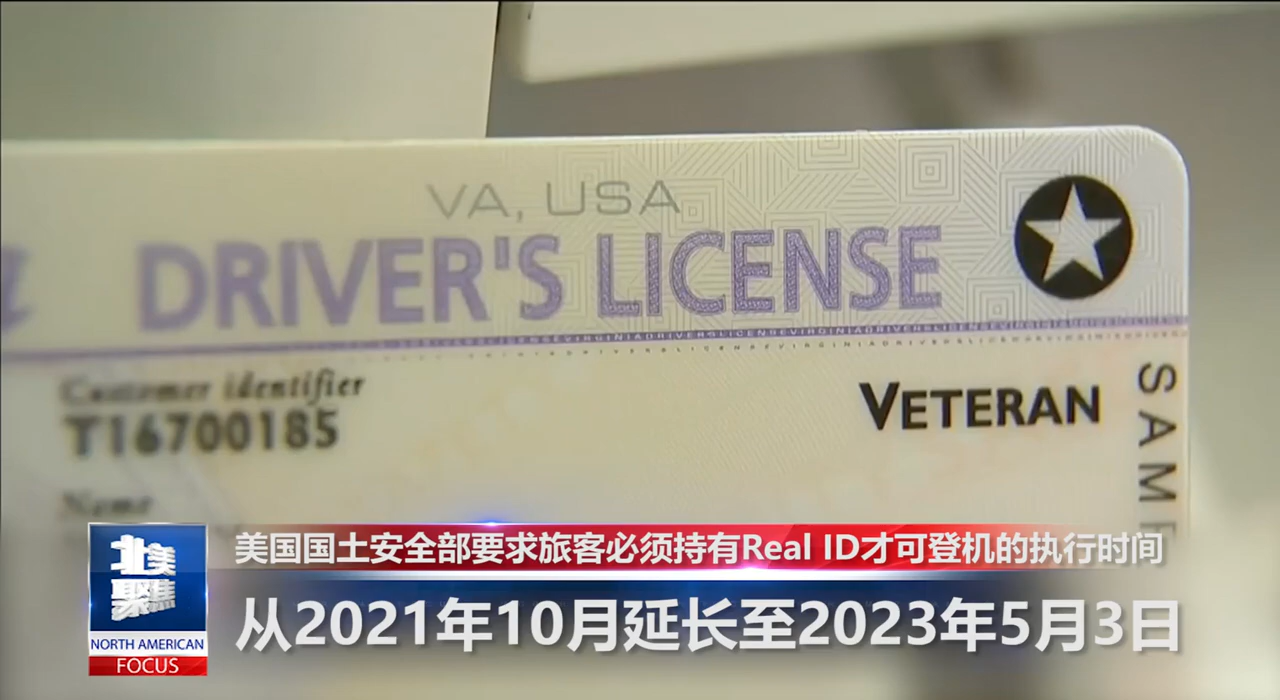 VA, USA
DRIVER'S LICENSE
Customer identifier
T16700185
VETERAN
Name
SAM
美国国土安全部要求旅客必须持有Real ID才可登机的执行时间
从2021年10月延长至2023年5月3日
北美
聚焦
NORTH AMERICAN
FOCUS